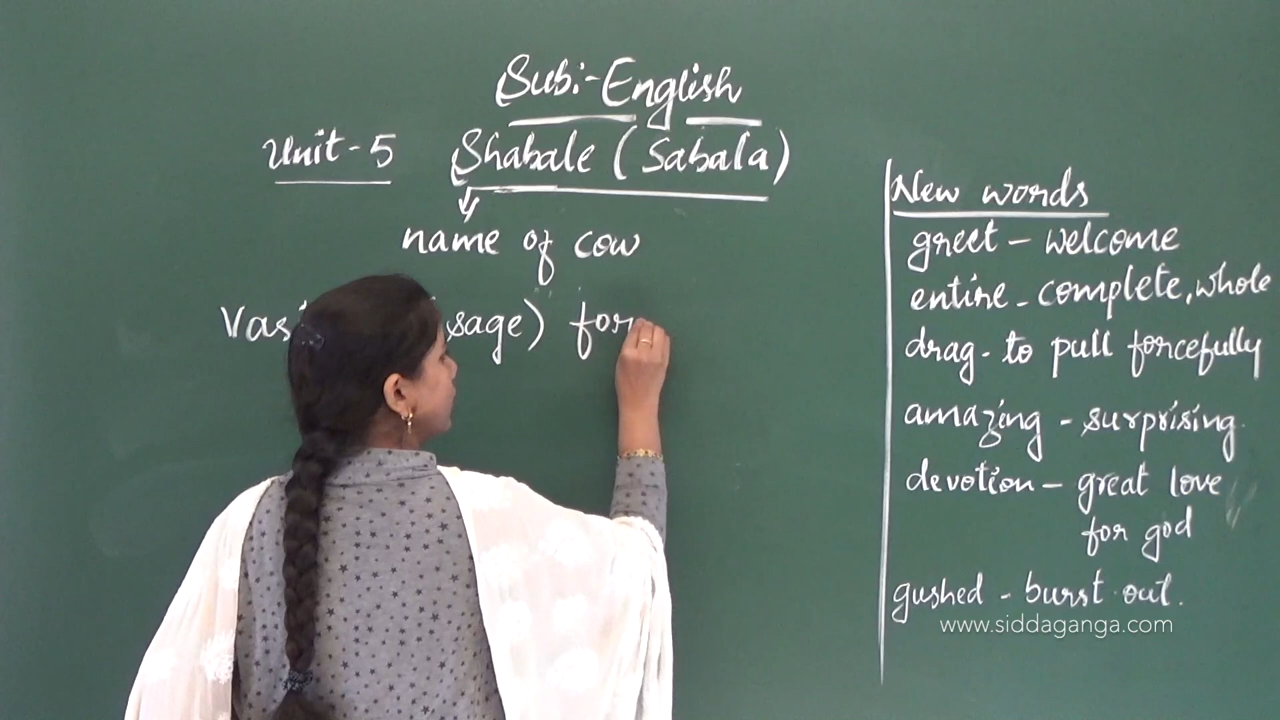 Sub:-English
Unit-5 Shabale (Sabala)
name of cow
sage) for
New words
greet - welcome
entire - complete, whole
drag - to pull forcefully
amazing - surprising.
devotion - great love
for god
gushed - burst out.
www.siddaganga.com